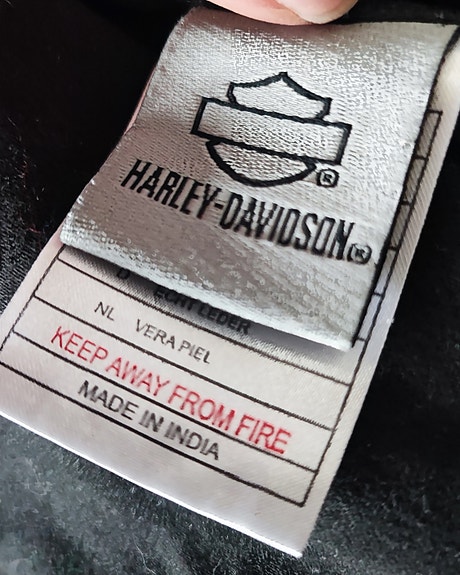 ®
HARLEY-DAVIDSON®
D ECHT LEDER
NL VERA PIEL
KEEP AWAY FROM FIRE
MADE IN INDIA